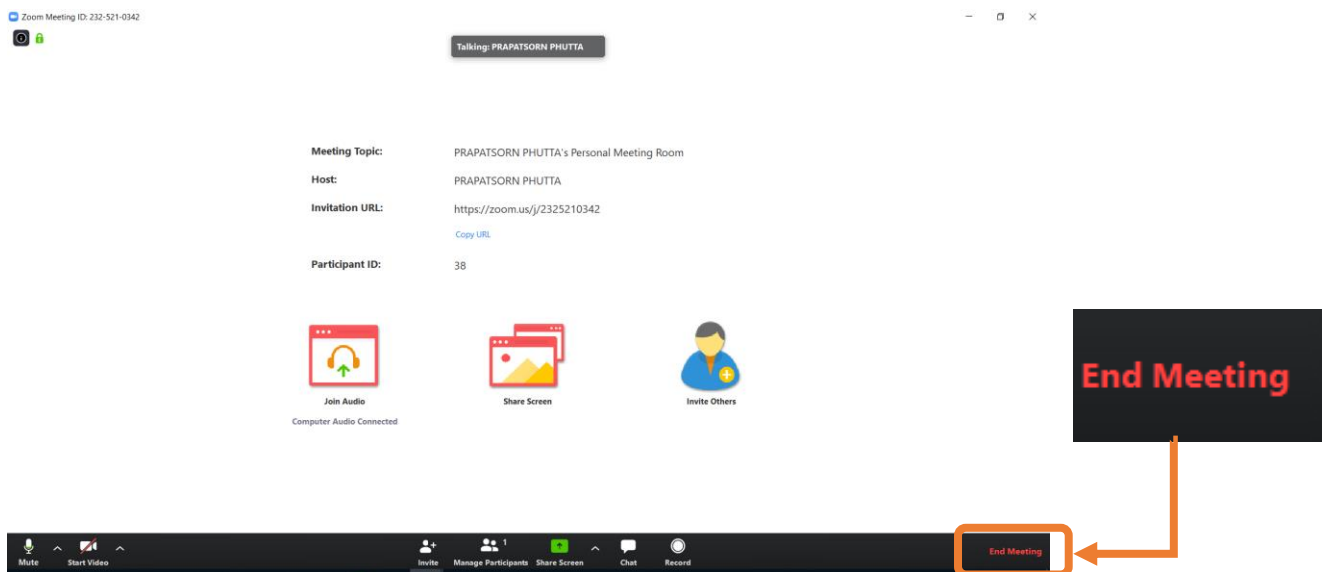 Zoom Meeting ID: 232-521-0342
Talking: PRAPATSORN PHUTTA
Meeting Topic: PRAPATSORN PHUTTA's Personal Meeting Room
Host: PRAPATSORN PHUTTA
Invitation URL: https://zoom.us/j/2325210342
Copy URL
Participant ID: 38
Join Audio Share Screen Invite Others
Computer Audio Connected
End Meeting
1
Mute Start Video Invite Manage Participants Share Screen Chat Record End Meeting